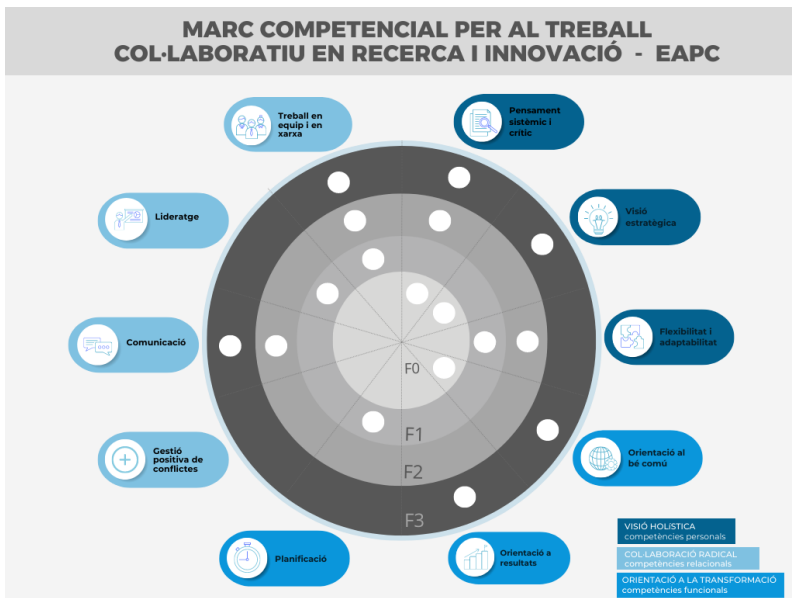 MARC COMPETENCIAL PER AL TREBALL
COL·LABORATIU EN RECERCA I INNOVACIÓ - EAPC
Treball en
equip i en
xarxa
Pensament
sistèmic i
crític
Lideratge
Visió
estratègica
Comunicació
Flexibilitat i
adaptabilitat
F0
F1
Gestió
positiva de
conflictes
Orientació al
bé comú
F2
F3
Planificació
Orientació a
resultats
VISIÓ HOLíSTICA
competències personals
COL·LABORACIÓ RADICAL
competències relacionals
ORIENTACIÓ A LA TRANSFORMACIÓ
competències funcionals